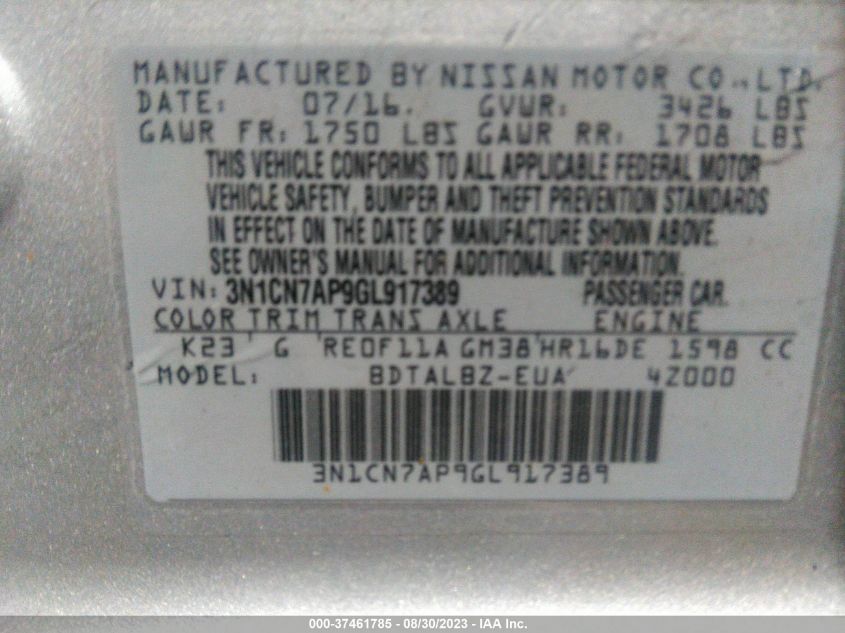 MANUFACTURED BY NISSAN MOTOR CO., LTD.
DATE: 07/16. GVWR: 3426 LBS
GAWR FR: 1750 LBS GAWR RR: 1708 LBS
THIS VEHICLE CONFORMS TO ALL APPLICABLE FEDERAL MOTOR
VEHICLE SAFETY, BUMPER AND THEFT PREVENTION STANDARDS
IN EFFECT ON THE DATE OF MANUFACTURE SHOWN ABOVE.
SEE OWNER'S MANUAL FOR ADDITIONAL INFORMATION.
VIN: 3N1CN7AP9GL917389 PASSENGER CAR.
COLOR TRIM TRANS AXLE ENGINE
K23 G RE0F11A GM38 HR16DE 1598 CC
MODEL: BDTALBZ-EUA 4Z000
3N1CN7AP9GL917389
000-37461785 - 08/30/2023 - IAA Inc.